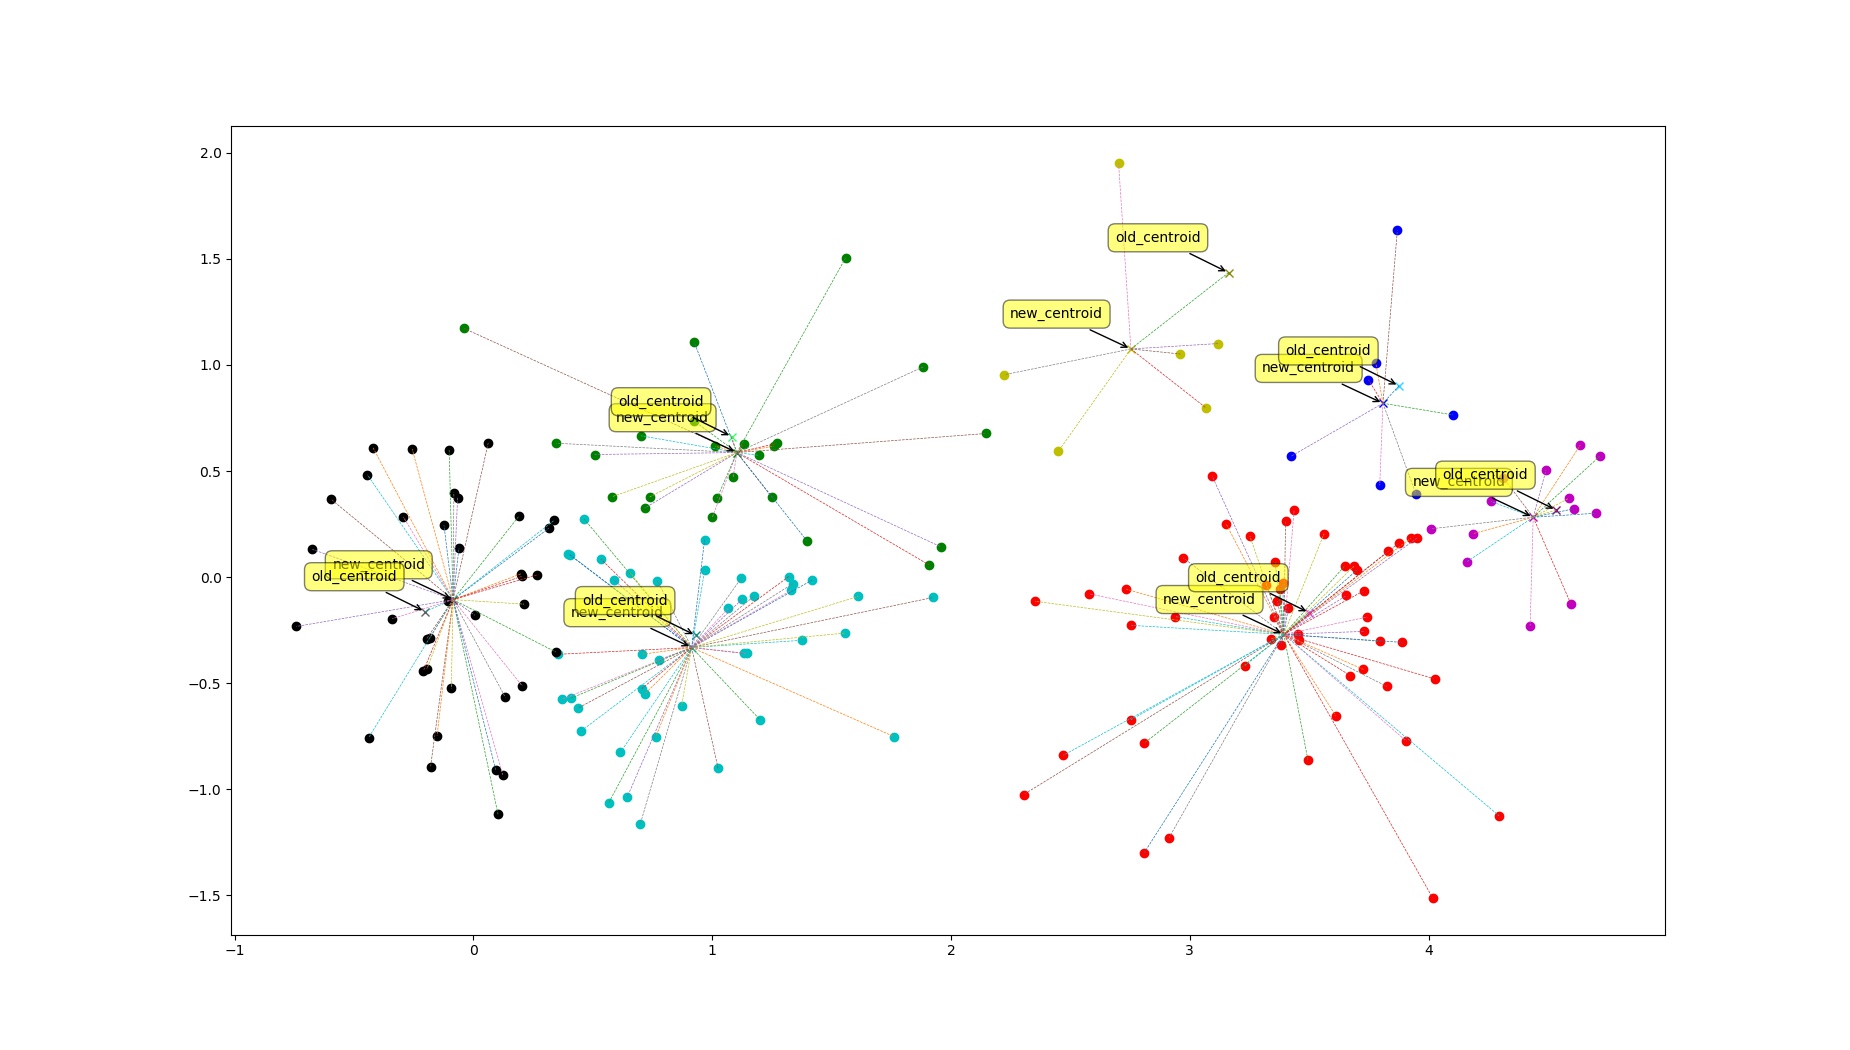 2.0
1.5
1.0
0.5
0.0
−0.5
−1.0
−1.5
−1
0
1
2
3
4
old_centroid
new_centroid
old_centroid
new_centroid
old_centroid
new_centroid
old_centroid
new_centroid
new_centroid
old_centroid
old_centroid
new_centroid
old_centroid
new_centroid